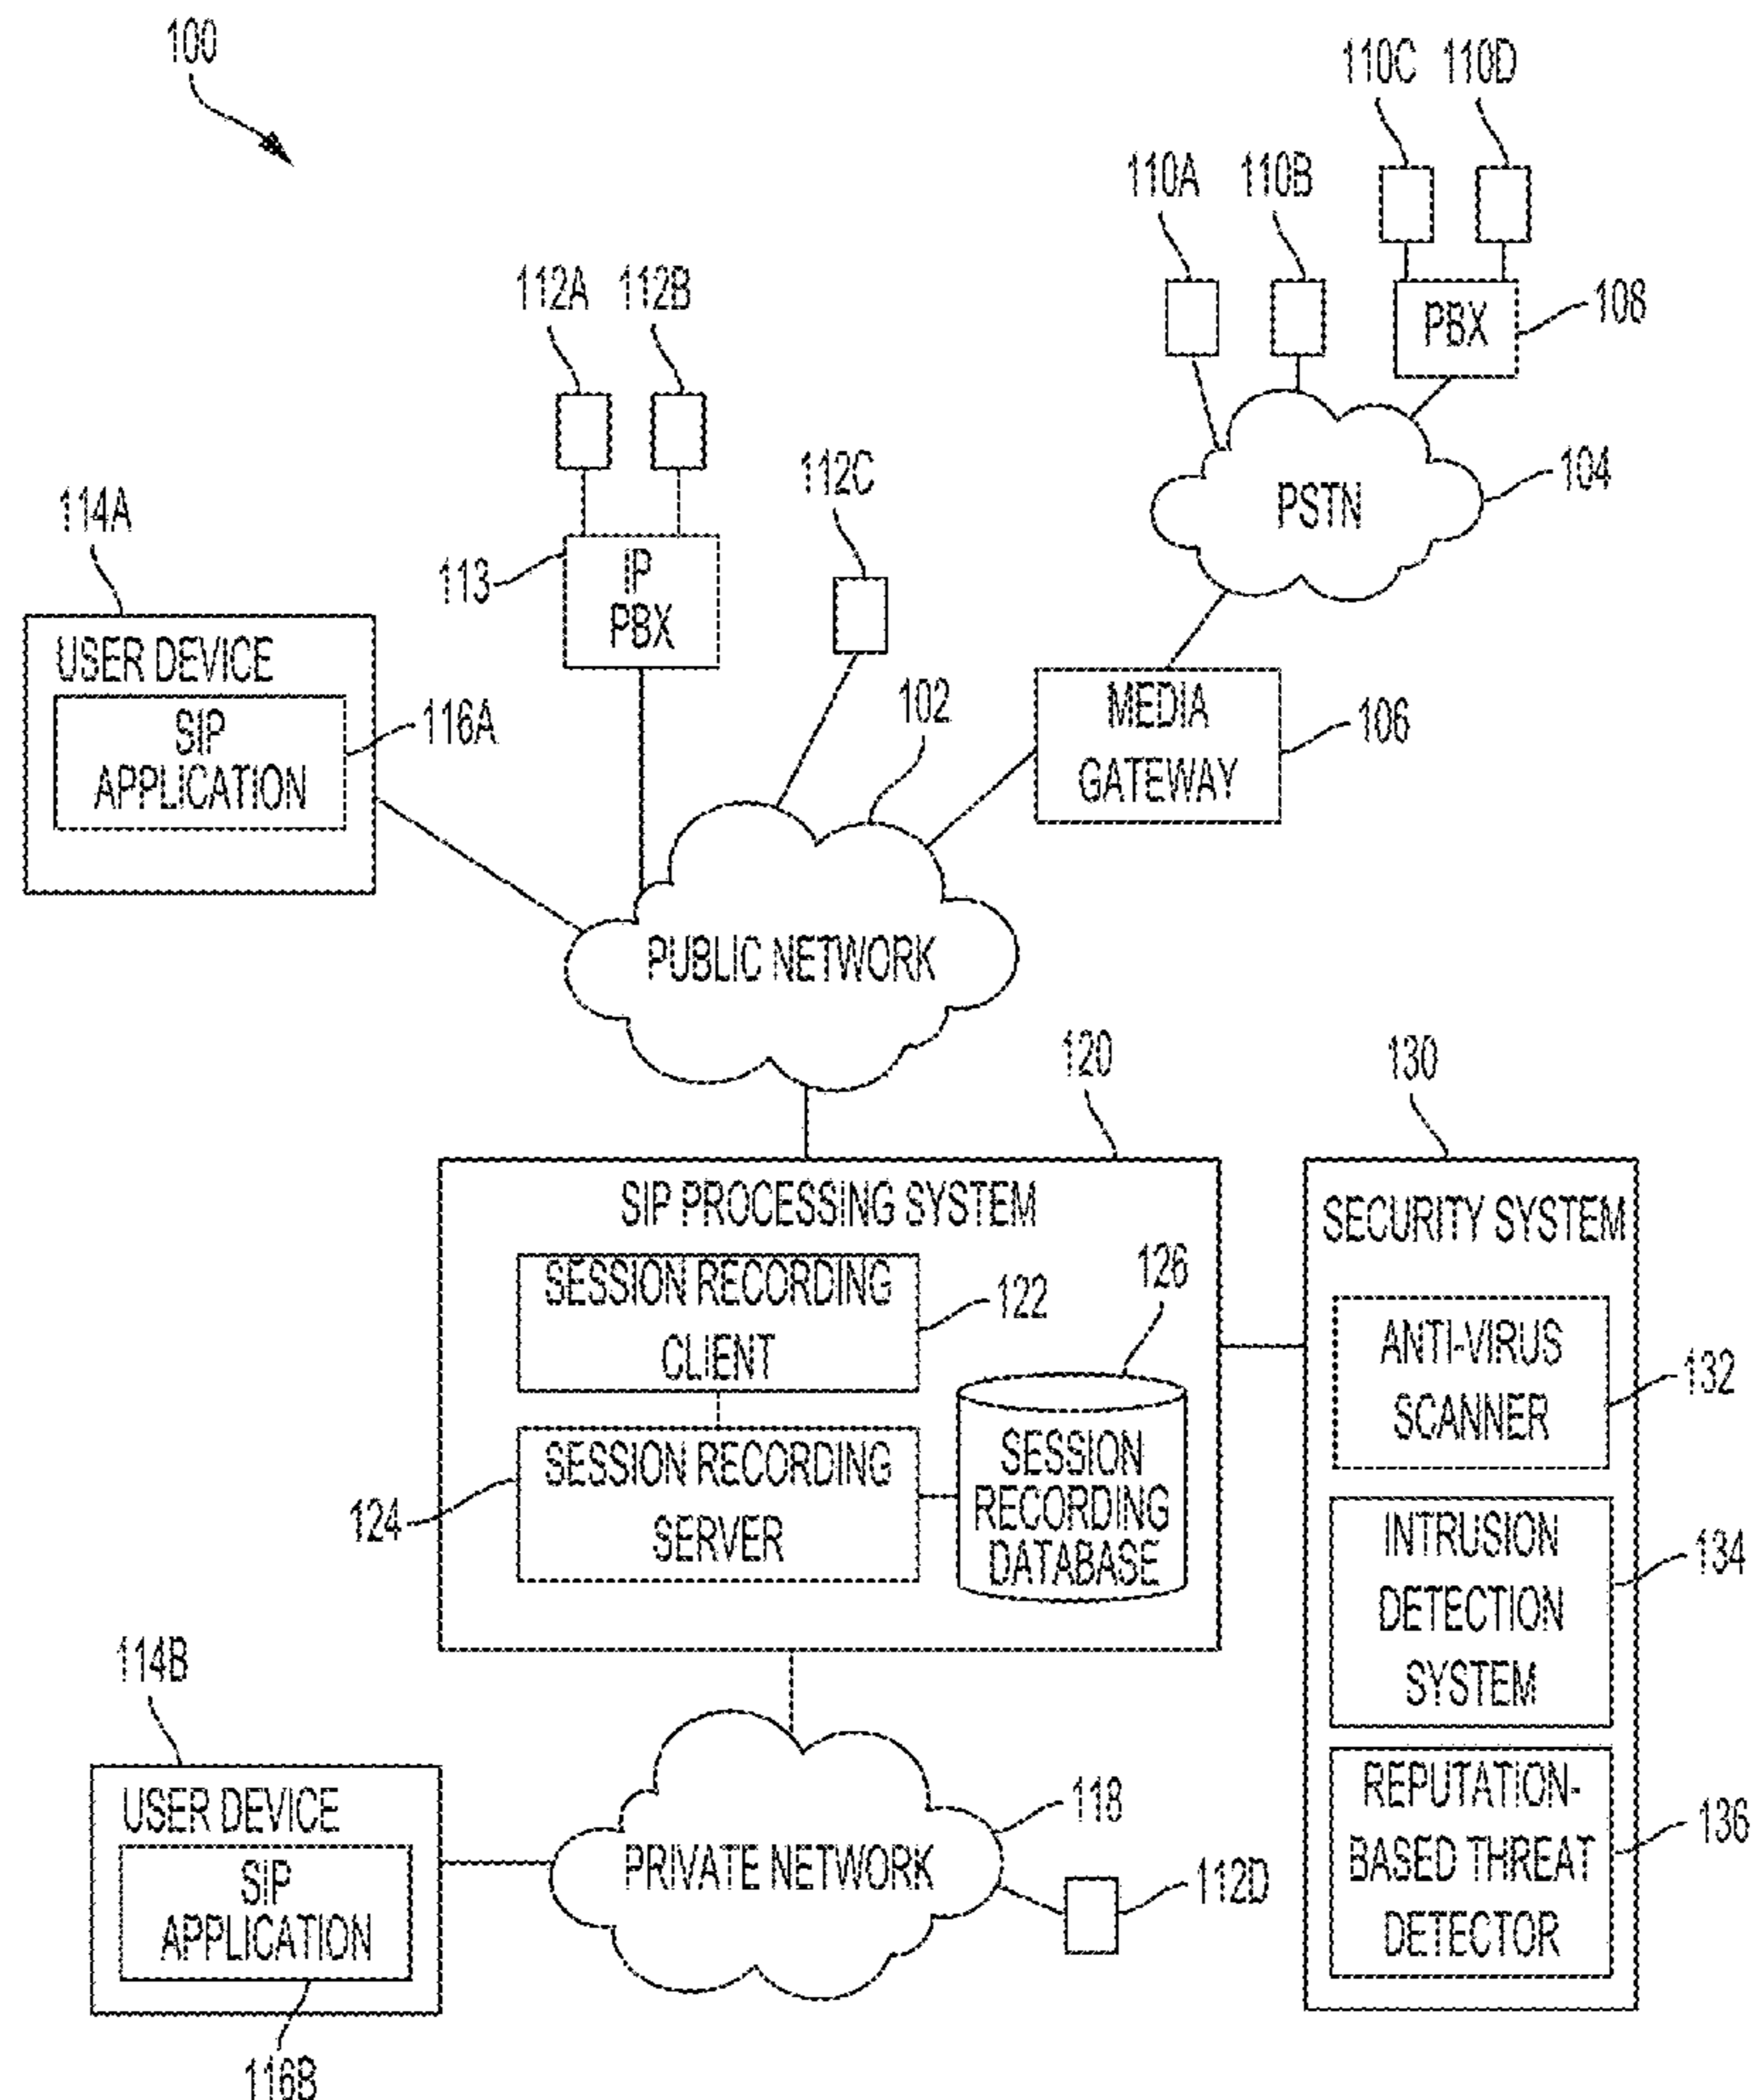 100
110C 110D
110A 110B
112A 112B
PBX
108
112C
104
PSTN
114A
113
IP
PBX
USER DEVICE
SIP
APPLICATION
116A
102
MEDIA
GATEWAY
106
PUBLIC NETWORK
120
130
SIP PROCESSING SYSTEM
SECURITY SYSTEM
SESSION RECORDING
CLIENT
122
126
ANTI-VIRUS
SCANNER
132
SESSION RECORDING
SERVER
124
SESSION
RECORDING
DATABASE
INTRUSION
DETECTION
SYSTEM
134
114B
USER DEVICE
SIP
APPLICATION
116B
PRIVATE NETWORK
118
112D
REPUTATION-
BASED THREAT
DETECTOR
136